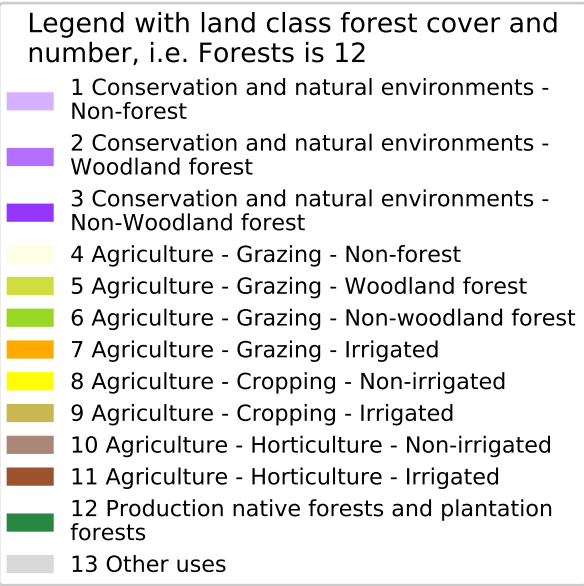 Legend with land class forest cover and
number, i.e. Forests is 12
1 Conservation and natural environments -
Non-forest
2 Conservation and natural environments -
Woodland forest
3 Conservation and natural environments -
Non-Woodland forest
4 Agriculture - Grazing - Non-forest
5 Agriculture - Grazing - Woodland forest
6 Agriculture - Grazing - Non-woodland forest
7 Agriculture - Grazing - Irrigated
8 Agriculture - Cropping - Non-irrigated
9 Agriculture - Cropping - Irrigated
10 Agriculture - Horticulture - Non-irrigated
11 Agriculture - Horticulture - Irrigated
12 Production native forests and plantation
forests
13 Other uses